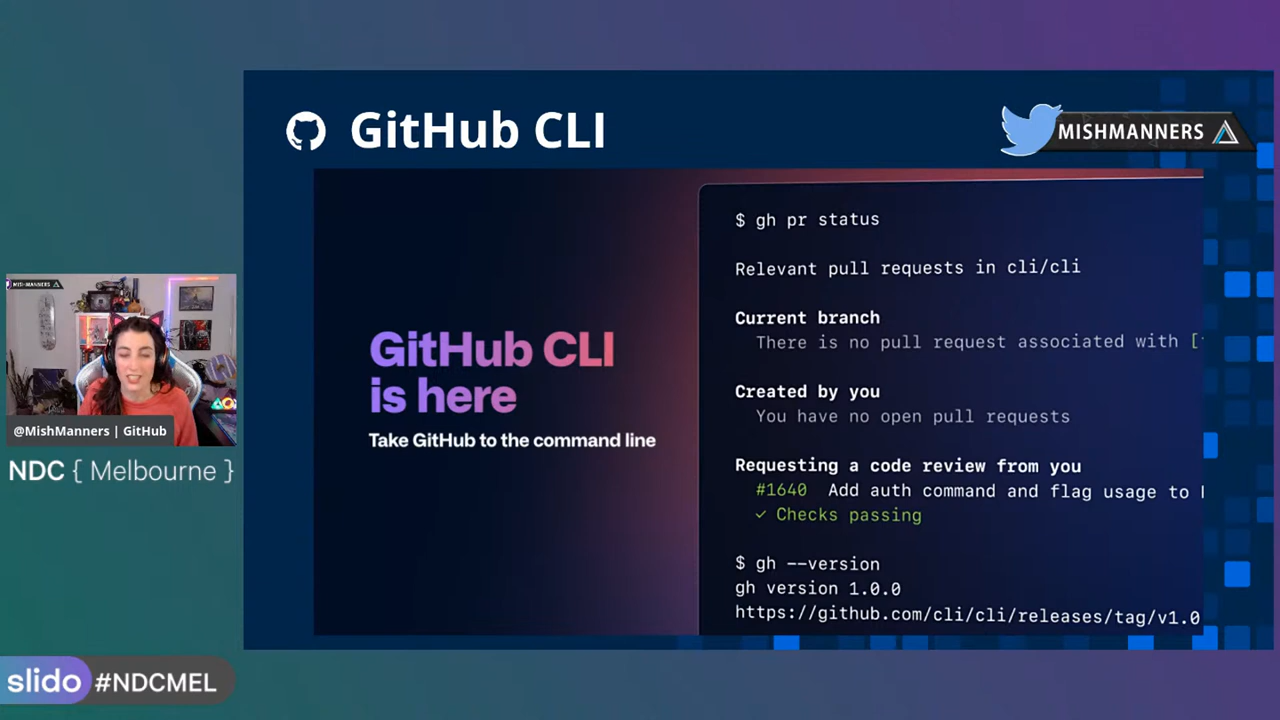 GitHub CLI
MISHMANNERS
GitHub CLI
is here
Take GitHub to the command line
$ gh pr status
Relevant pull requests in cli/cli
Current branch
There is no pull request associated with [
Created by you
You have no open pull requests
Requesting a code review from you
#1640 Add auth command and flag usage to
✓ Checks passing
$ gh --version
gh version 1.0.0
https://github.com/cli/cli/releases/tag/v1.0
MISHMANNERS
@MishManners | GitHub
NDC { Melbourne }
slido #NDCMEL